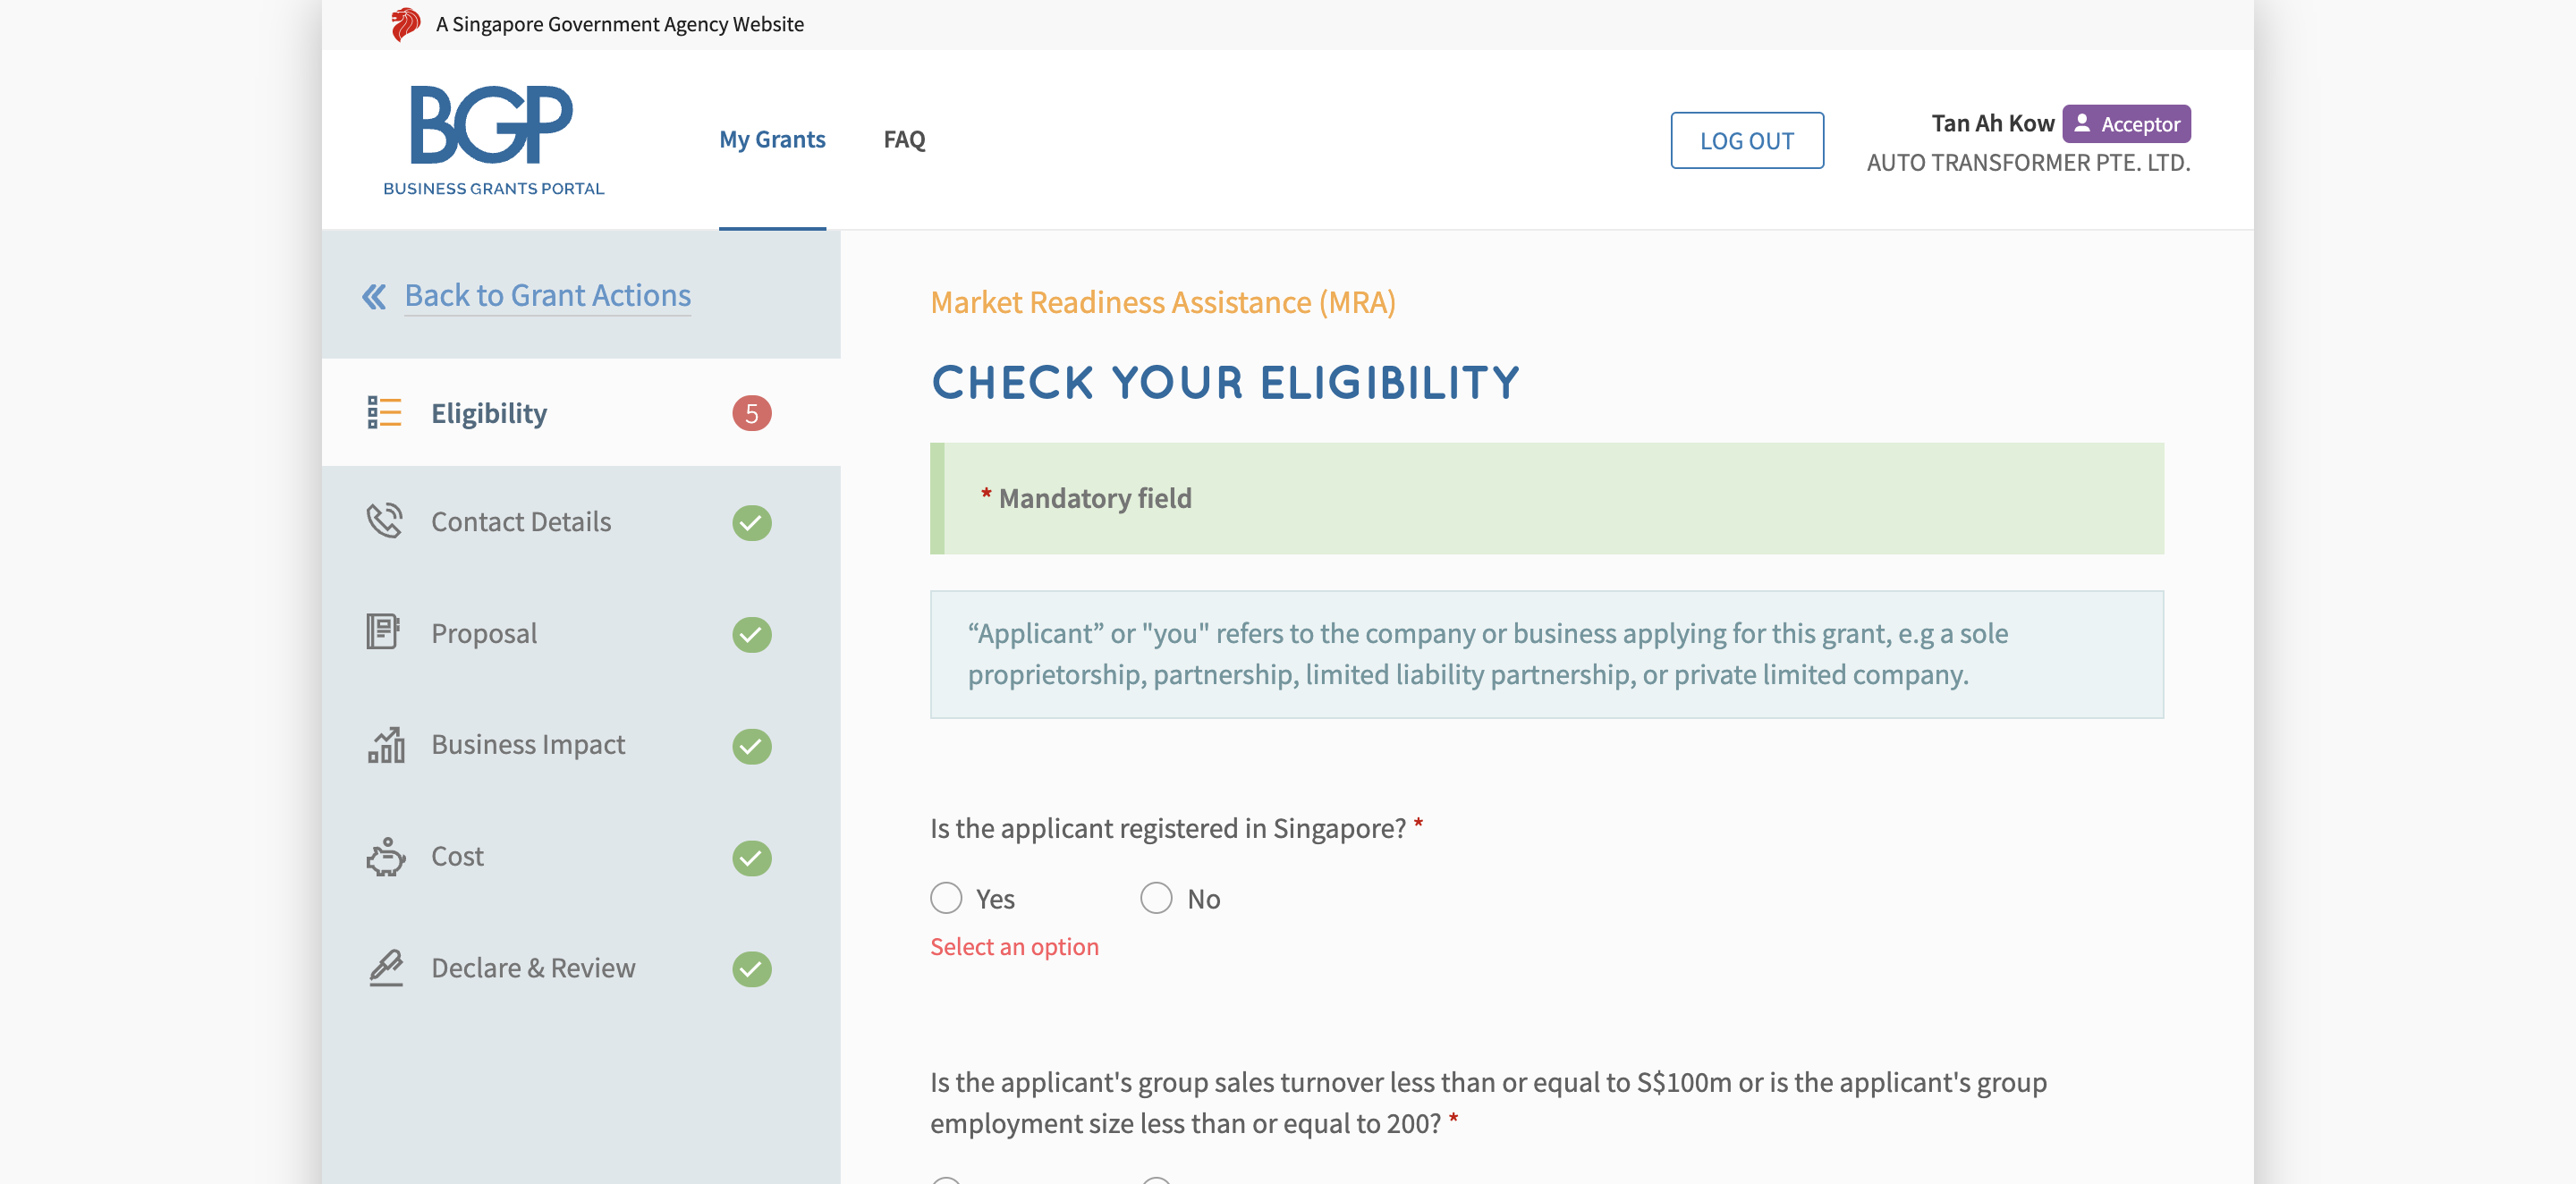 A Singapore Government Agency Website
BGP
BUSINESS GRANTS PORTAL
My Grants
FAQ
LOG OUT
Tan Ah Kow
Acceptor
AUTO TRANSFORMER PTE. LTD.
Back to Grant Actions
Eligibility
5
Contact Details
Proposal
Business Impact
Cost
Declare & Review
Market Readiness Assistance (MRA)
CHECK YOUR ELIGIBILITY
* Mandatory field
“Applicant” or "you" refers to the company or business applying for this grant, e.g a sole
proprietorship, partnership, limited liability partnership, or private limited company.
Is the applicant registered in Singapore? *
Yes
No
Select an option
Is the applicant's group sales turnover less than or equal to S$100m or is the applicant's group
employment size less than or equal to 200? *